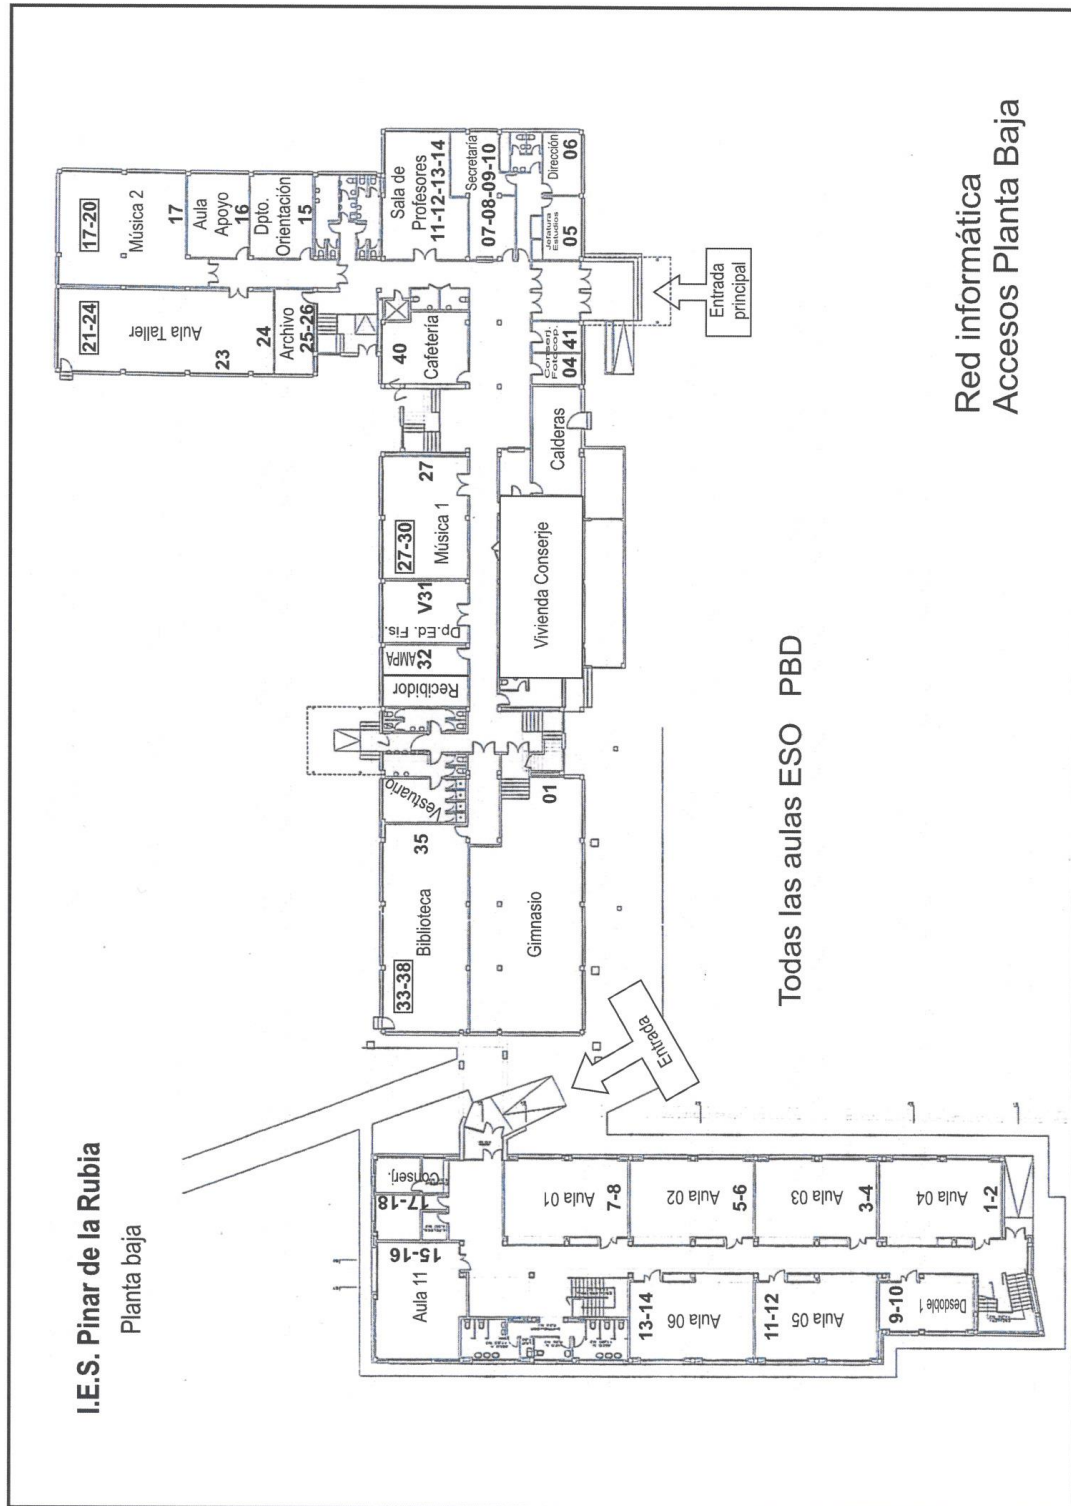 I.E.S. Pinar de la Rubia
Planta baja
Aula 11
15-16
17-18
Conserj.
Aula 01
7-8
Aula 02
5-6
Aula 03
3-4
Aula 04
1-2
13-14
Aula 06
11-12
Aula 05
9-10
Desdoble 1
Entrada
33-38
Biblioteca
35
Vestuario
Gimnasio
01
Recibidor
AMPA
32
Dp.Ed. Fis.
V31
27-30
Música 1
27
Vivienda Conserje
Calderas
40
Cafetería
Conserj.
Fotocop.
04
41
21-24
Aula Taller
23
24
Archivo
25-26
17-20
Música 2
17
Aula
Apoyo
16
Dpto.
Orientación
15
Sala de
Profesores
11-12-13-14
Secretaría
07-08-09-10
Jefatura
Estudios
05
Dirección
06
Entrada
principal
Todas las aulas ESO PBD
Red informática
Accesos Planta Baja